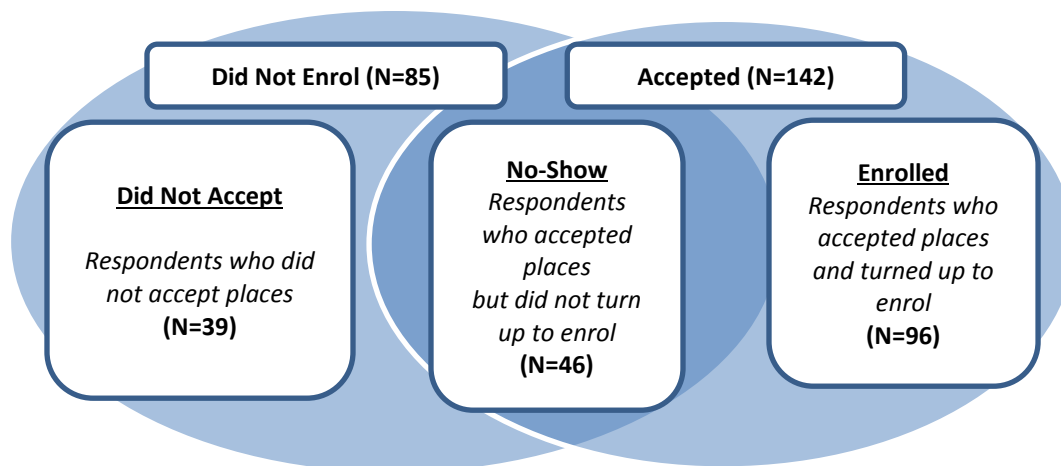 Did Not Enrol (N=85)
Accepted (N=142)
Did Not Accept
Respondents who did
not accept places
(N=39)
No-Show
Respondents
who accepted
places
but did not turn
up to enrol
(N=46)
Enrolled
Respondents who
accepted places
and turned up to
enrol
(N=96)